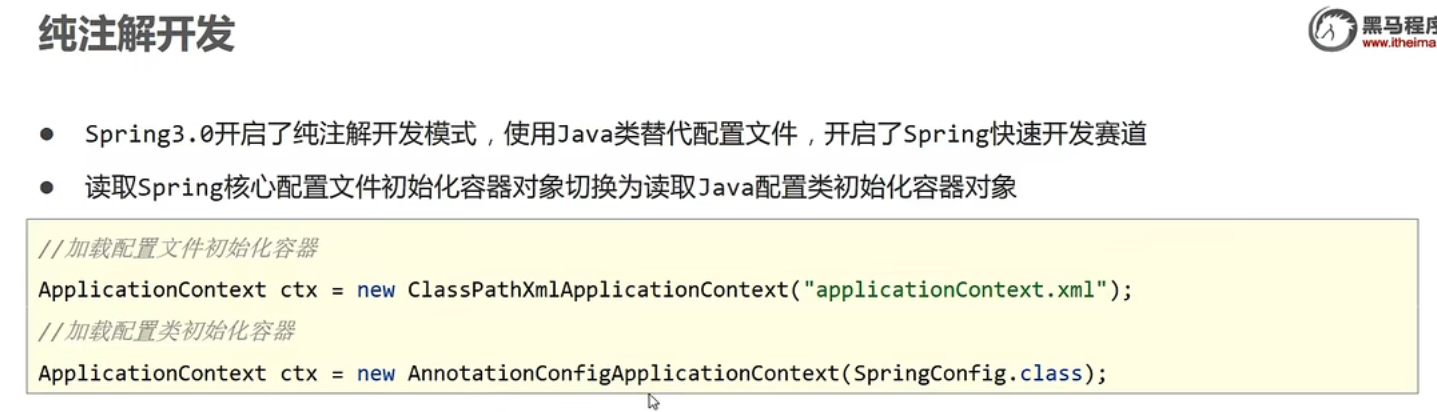 纯注解开发
黑马程序
www.itheima
Spring3.0开启了纯注解开发模式，使用Java类替代配置文件，开启了Spring快速开发赛道
读取Spring核心配置文件初始化容器对象切换为读取Java配置类初始化容器对象
//加载配置文件初始化容器
ApplicationContext ctx = new ClassPathXmlApplicationContext("applicationContext.xml");
//加载配置类初始化容器
ApplicationContext ctx = new AnnotationConfigApplicationContext(SpringConfig.class);